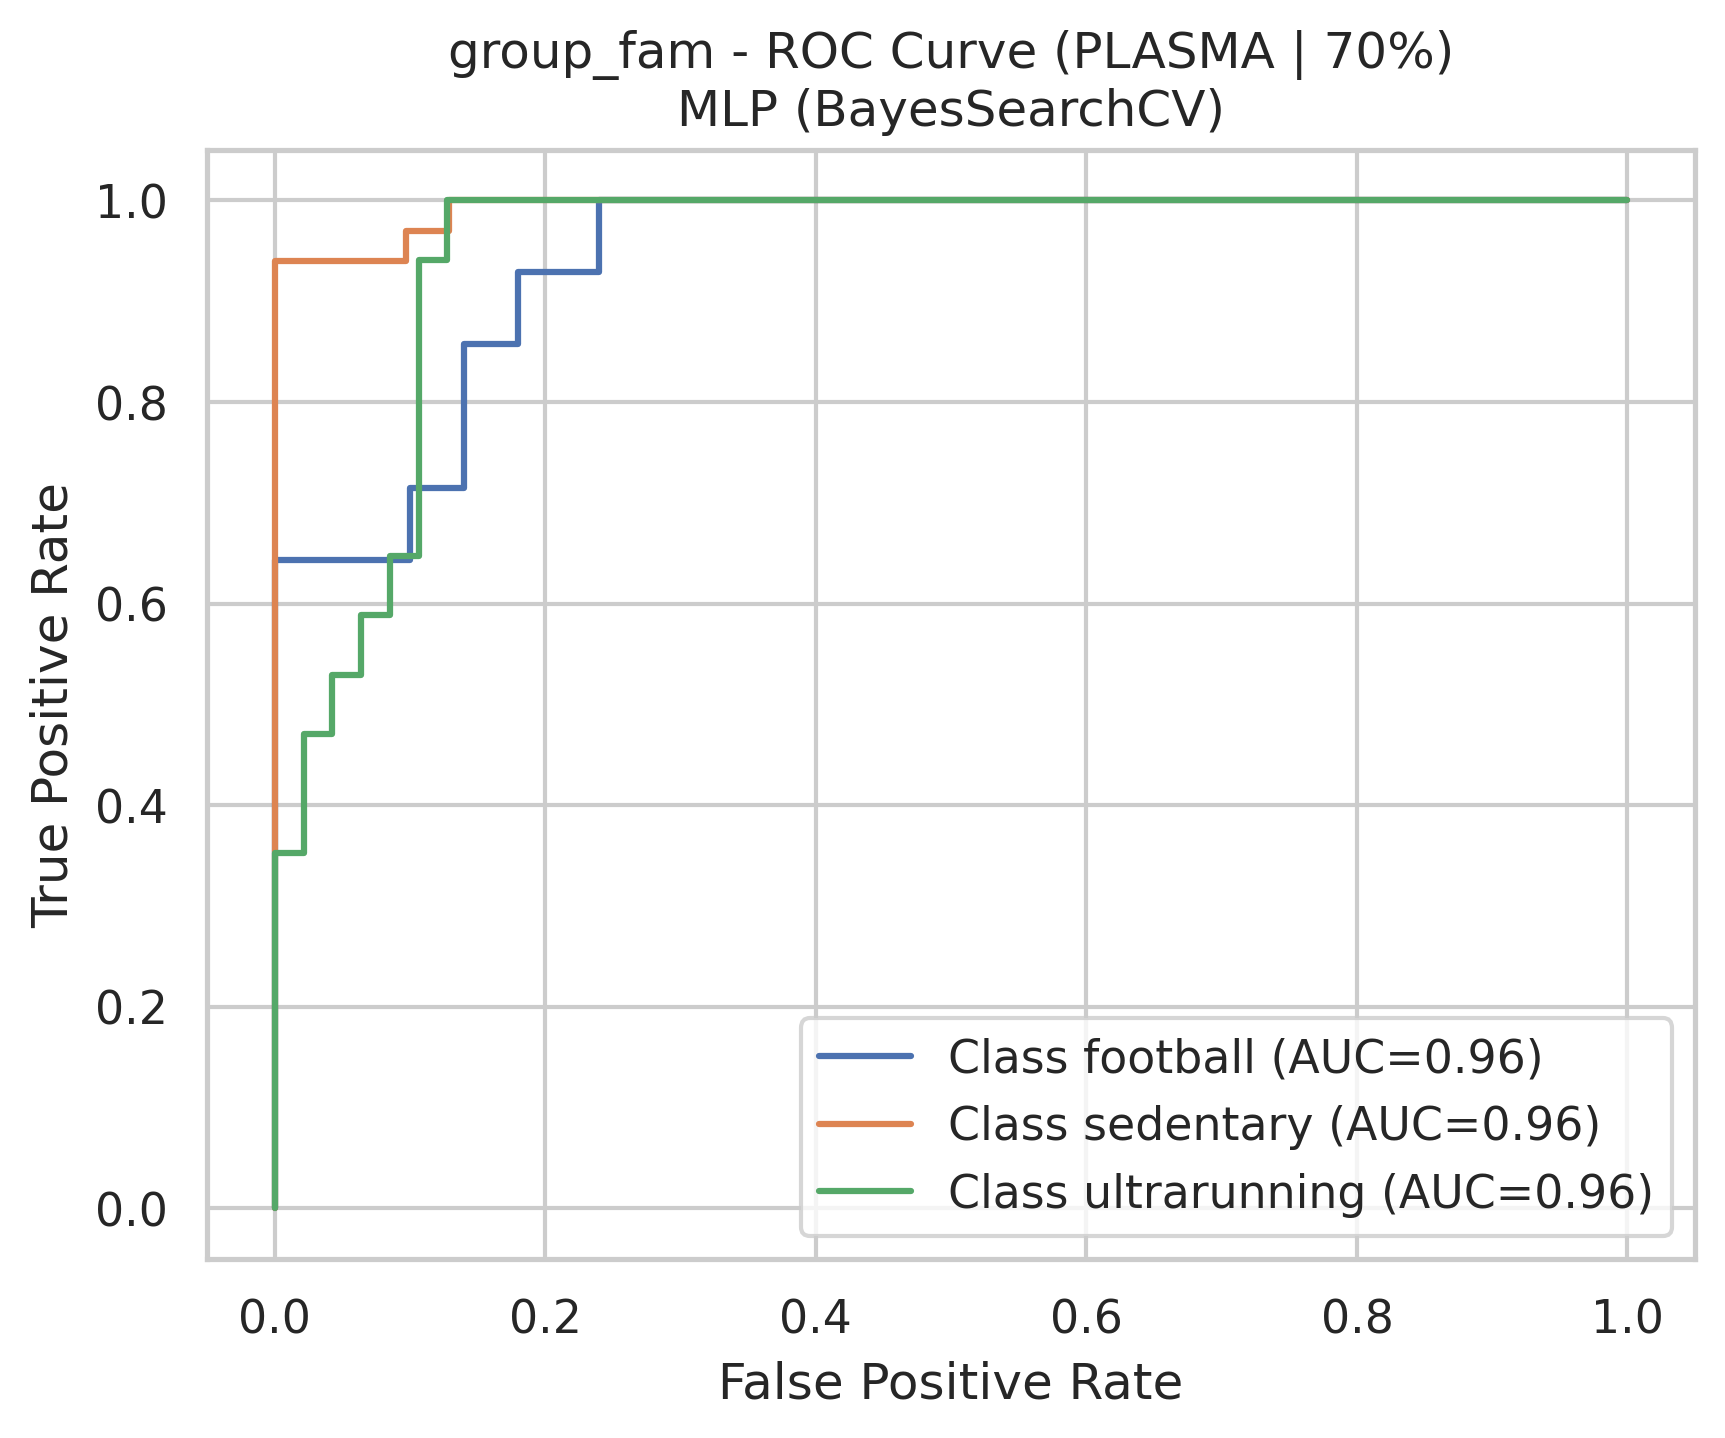 group_fam - ROC Curve (PLASMA | 70%)
MLP (BayesSearchCV)
1.0
0.8
0.6
0.4
0.2
0.0
True Positive Rate
Class football (AUC=0.96)
Class sedentary (AUC=0.96)
Class ultrarunning (AUC=0.96)
0.0 0.2 0.4 0.6 0.8 1.0
False Positive Rate